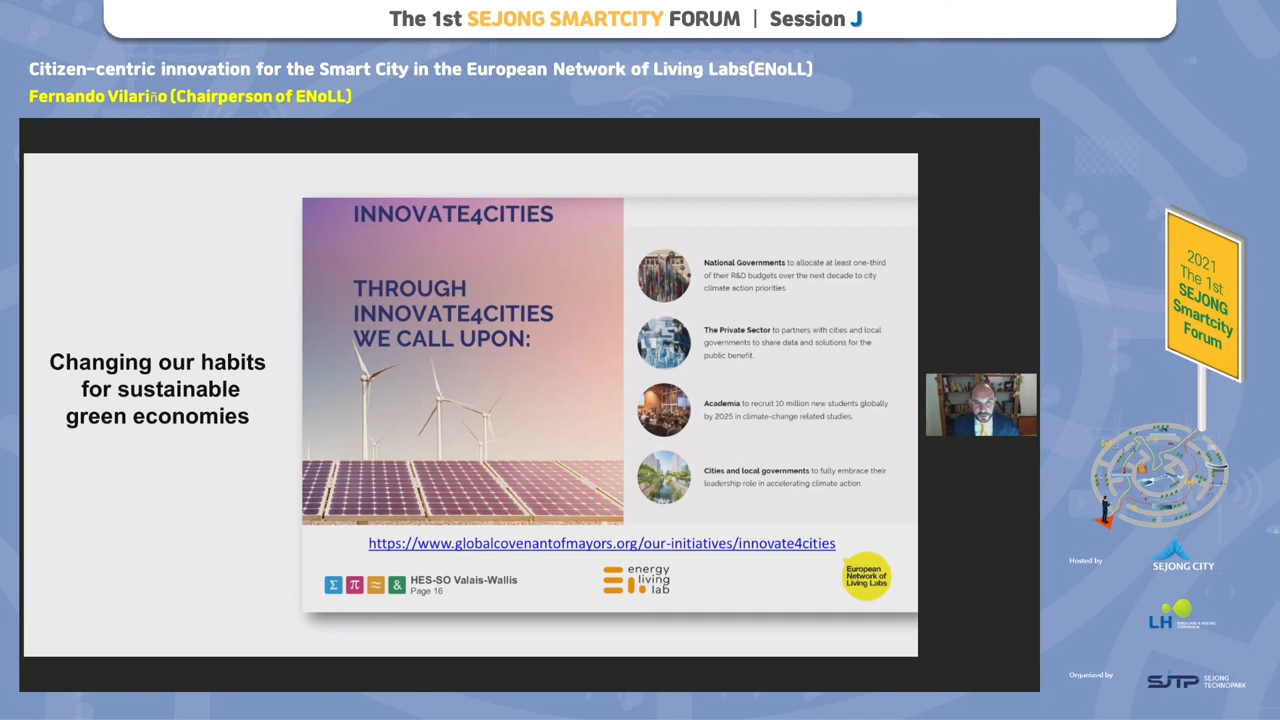 The 1st SEJONG SMARTCITY FORUM | Session J
Citizen-centric innovation for the Smart City in the European Network of Living Labs(ENoLL)
Fernando Vilariño (Chairperson of ENoLL)
Changing our habits
for sustainable
green economies
INNOVATE4CITIES
THROUGH
INNOVATE4CITIES
WE CALL UPON:
National Governments to allocate at least one-third
of their R&D budgets over the next decade to city
climate action priorities
The Private Sector to partners with cities and local
governments to share data and solutions for the
public benefit.
Academia to recruit 10 million new students globally
by 2025 in climate-change related studies.
Cities and local governments to fully embrace their
leadership role in accelerating climate action.
https://www.globalcovenantofmayors.org/our-initiatives/innovate4cities
Σ π ≈ & HES-SO Valais-Wallis
Page 16
energy
living
lab
European
Network of
Living Labs
2021
The 1st
SEJONG
Smartcity
Forum
Hosted by
SEJONG CITY
LH
Organized by
SJTP SEJONG
TECHNOPARK